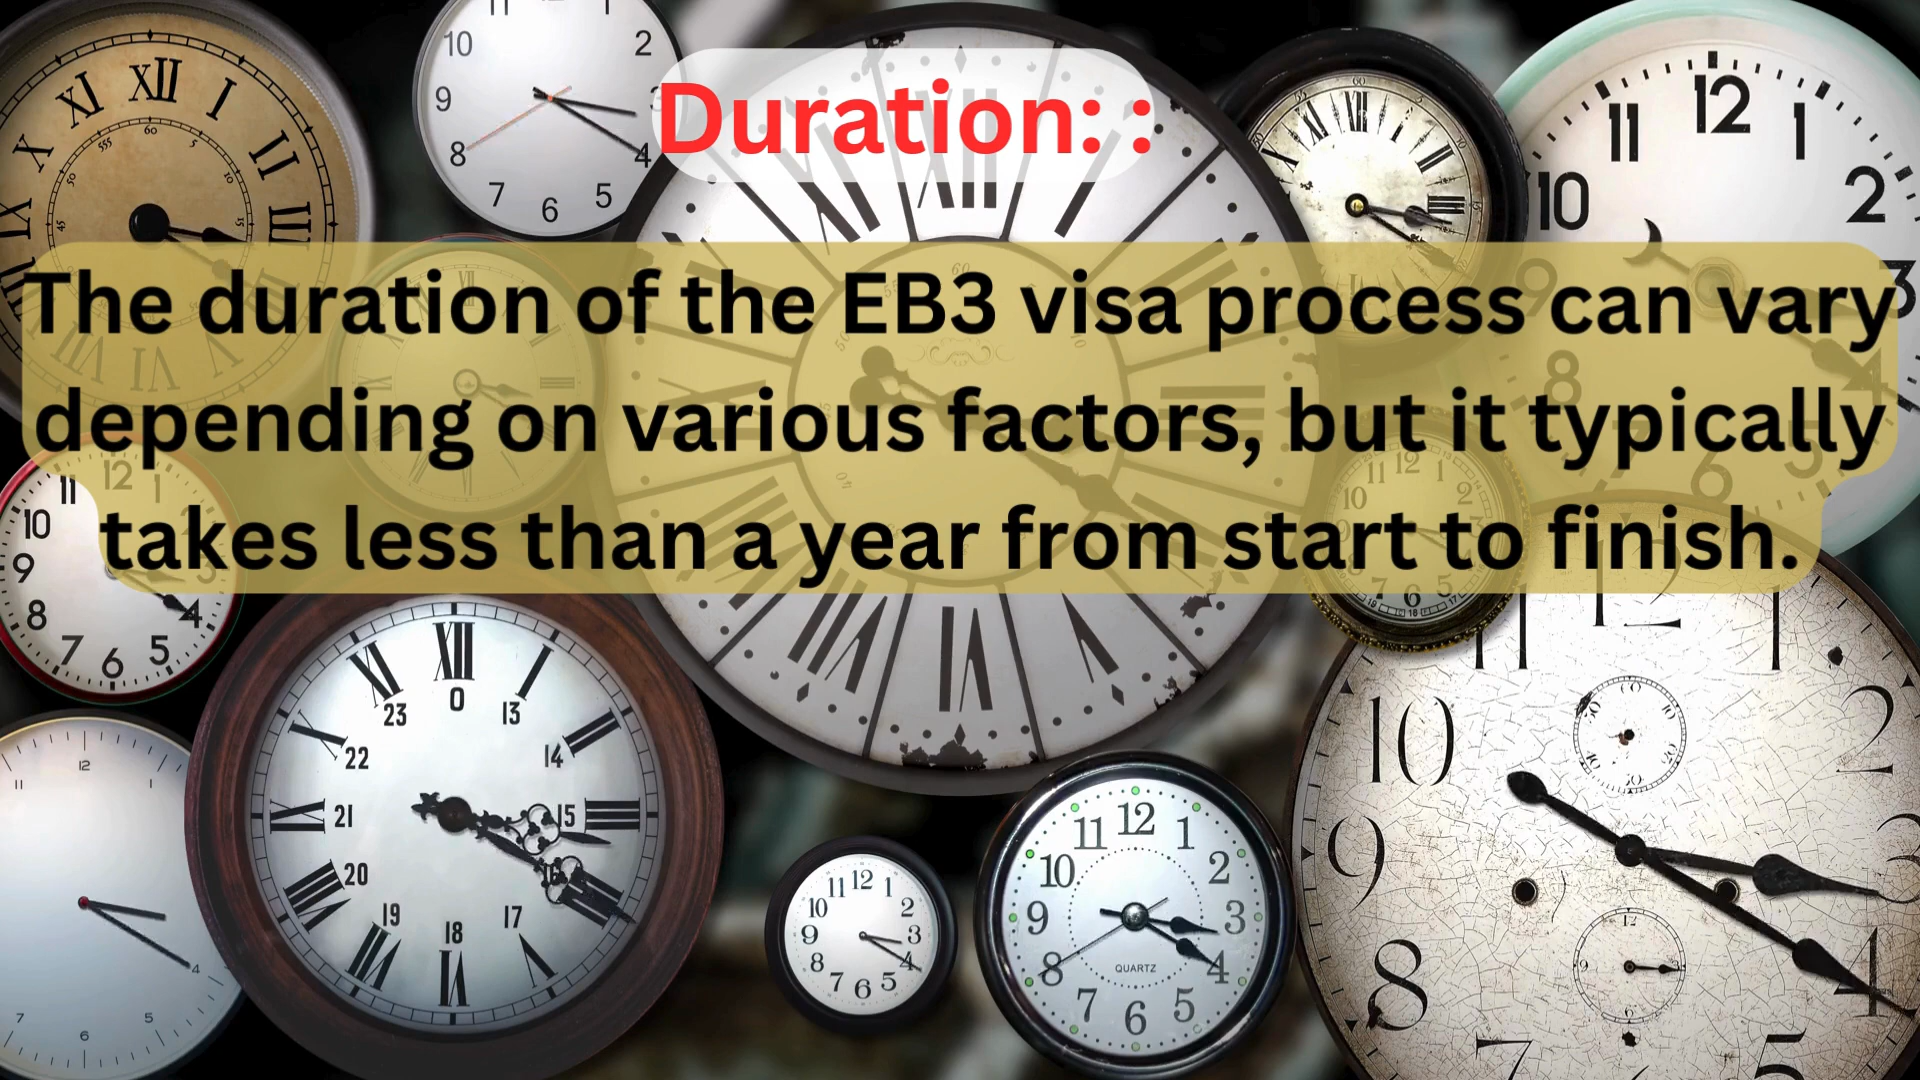 Duration: :
The duration of the EB3 visa process can vary
depending on various factors, but it typically
takes less than a year from start to finish.
QUARTZ